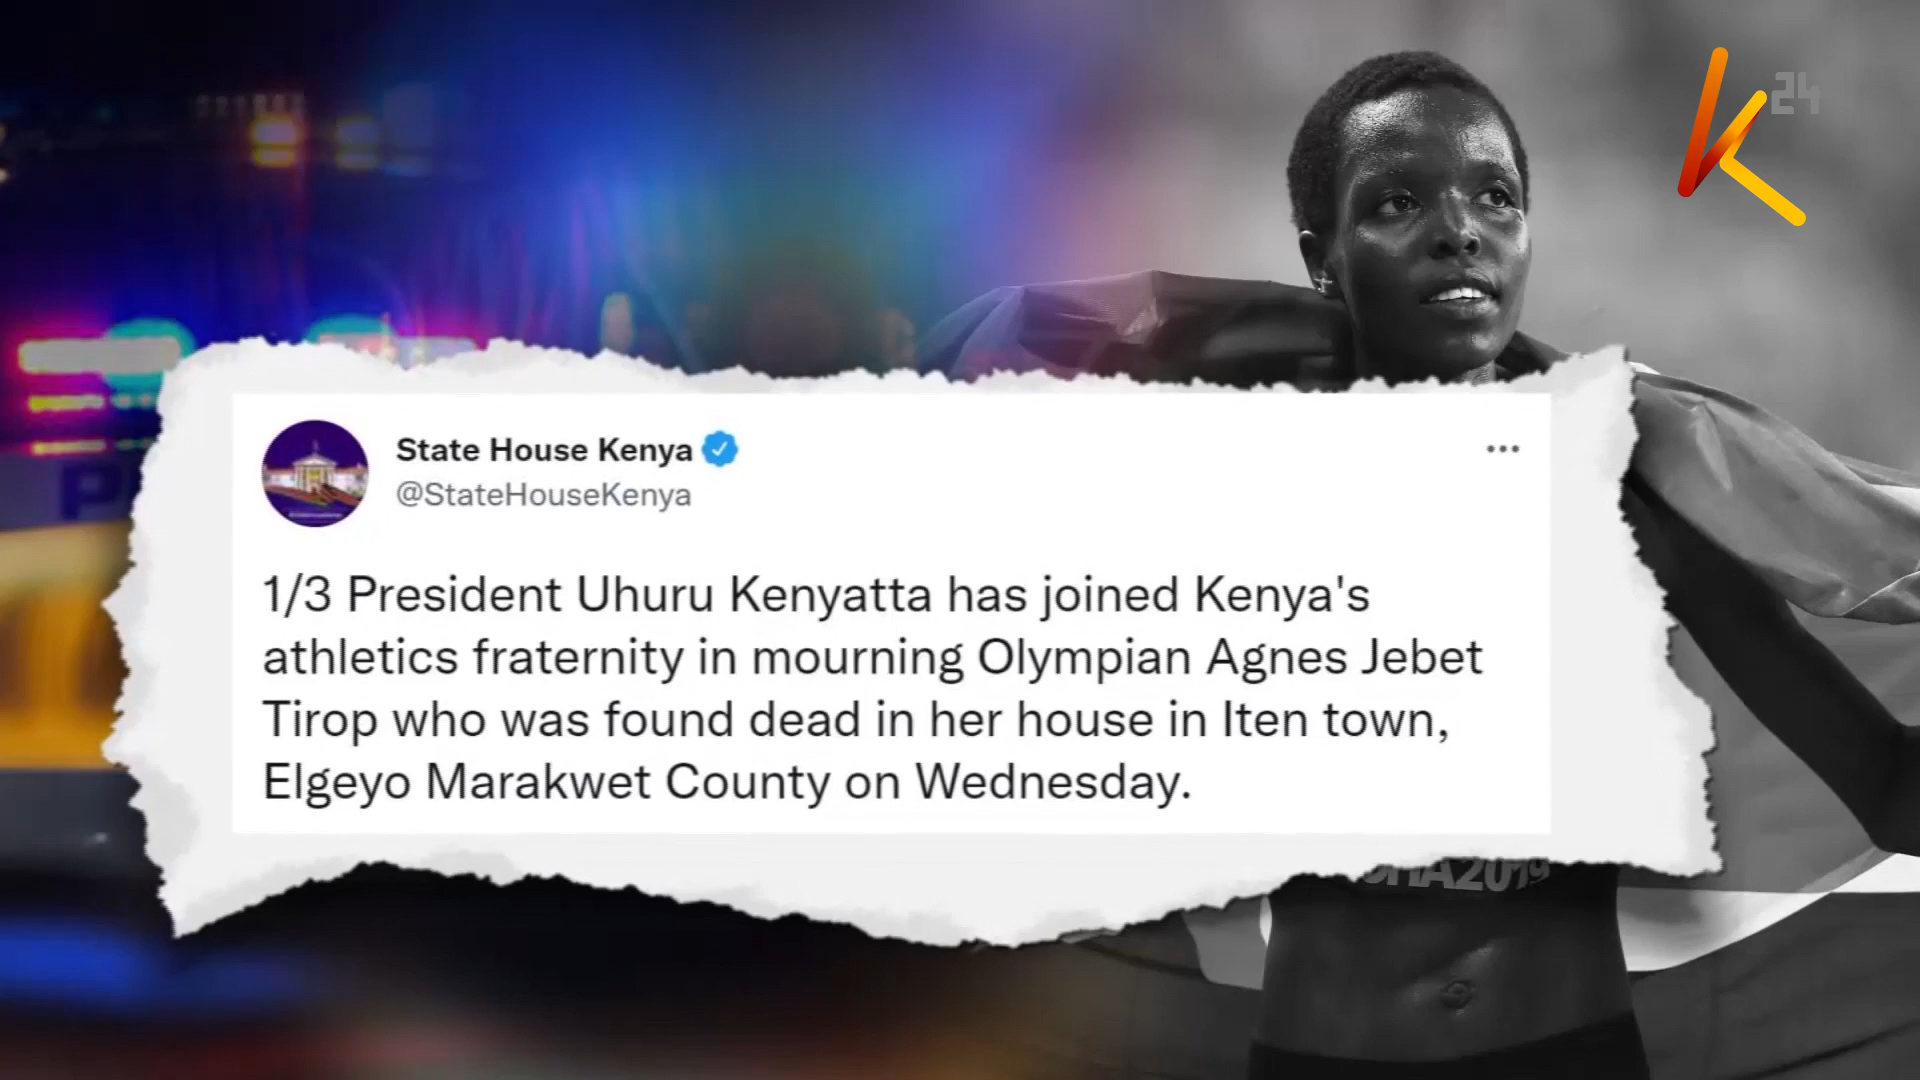 24
State House Kenya
@StateHouseKenya
1/3 President Uhuru Kenyatta has joined Kenya's
athletics fraternity in mourning Olympian Agnes Jebet
Tirop who was found dead in her house in Iten town,
Elgeyo Marakwet County on Wednesday.